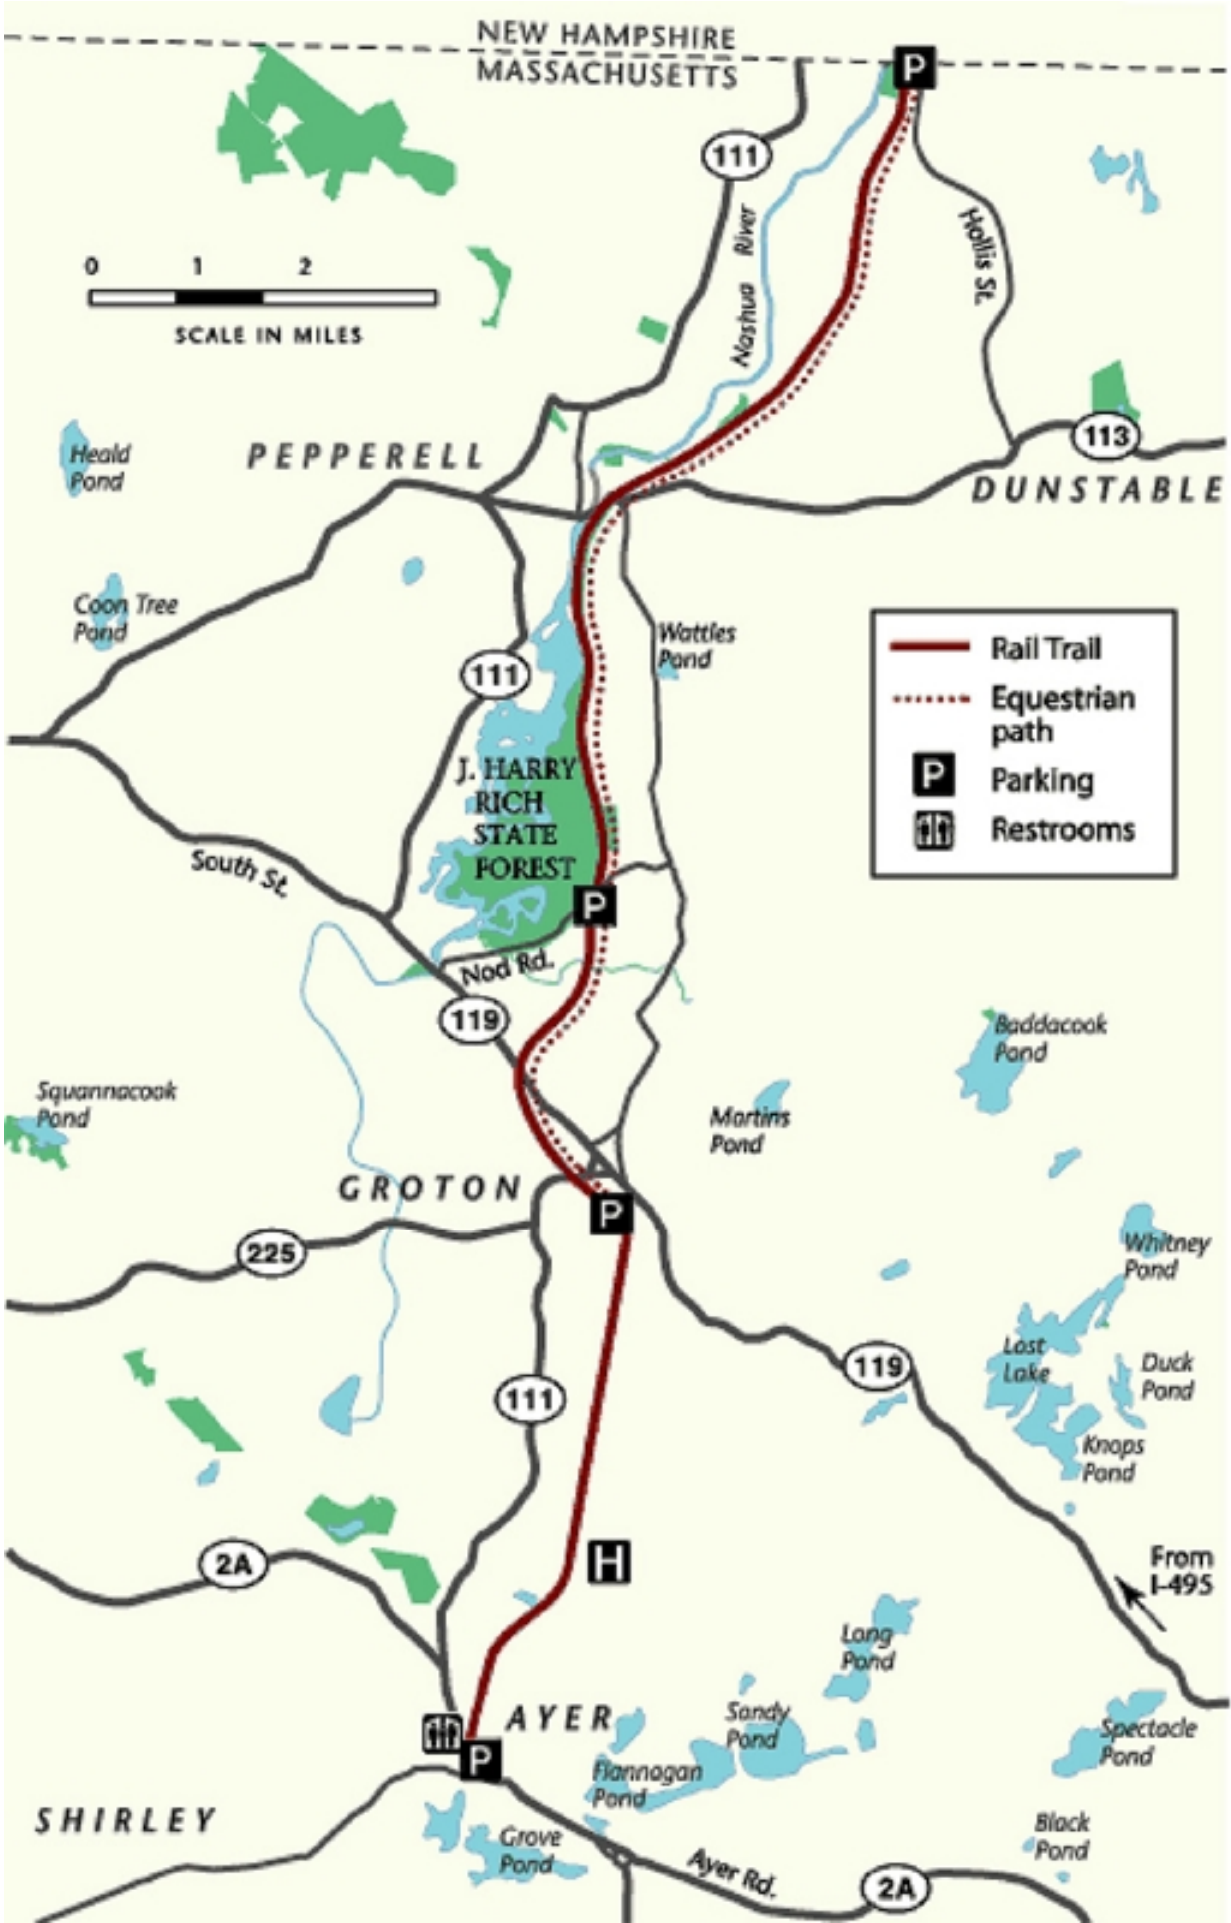 NEW HAMPSHIRE
MASSACHUSETTS
P
111
Nashua River
Hollis St.
0 1 2
SCALE IN MILES
113
Heald
Pond
PEPPERELL
DUNSTABLE
Coon Tree
Pond
Wattles
Pond
111
Rail Trail
Equestrian
path
P
Parking
Restrooms
J. HARRY
RICH
STATE
FOREST
South St.
P
Nod Rd.
119
Baddacook
Pond
Squannacook
Pond
Martins
Pond
GROTON
P
225
Whitney
Pond
Lost
Lake
119
Duck
Pond
111
Knops
Pond
2A
H
From
I-495
Long
Pond
AYER
Sandy
Pond
Spectacle
Pond
P
Flannagan
Pond
SHIRLEY
Grove
Pond
Black
Pond
Ayer Rd.
2A